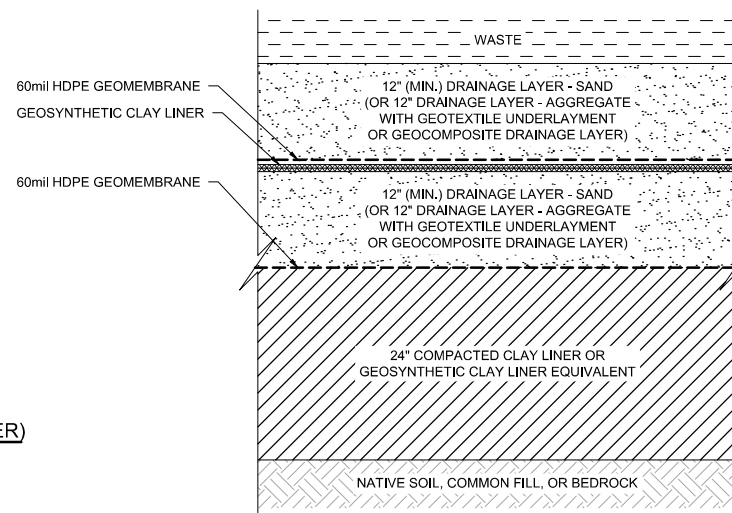 WASTE
60mil HDPE GEOMEMBRANE
GEOSYNTHETIC CLAY LINER
12" (MIN.) DRAINAGE LAYER - SAND
(OR 12" DRAINAGE LAYER - AGGREGATE
WITH GEOTEXTILE UNDERLAYMENT
OR GEOCOMPOSITE DRAINAGE LAYER)
60mil HDPE GEOMEMBRANE
12" (MIN.) DRAINAGE LAYER - SAND
(OR 12" DRAINAGE LAYER - AGGREGATE
WITH GEOTEXTILE UNDERLAYMENT
OR GEOCOMPOSITE DRAINAGE LAYER)
24" COMPACTED CLAY LINER OR
GEOSYNTHETIC CLAY LINER EQUIVALENT
ER)
NATIVE SOIL, COMMON FILL, OR BEDROCK